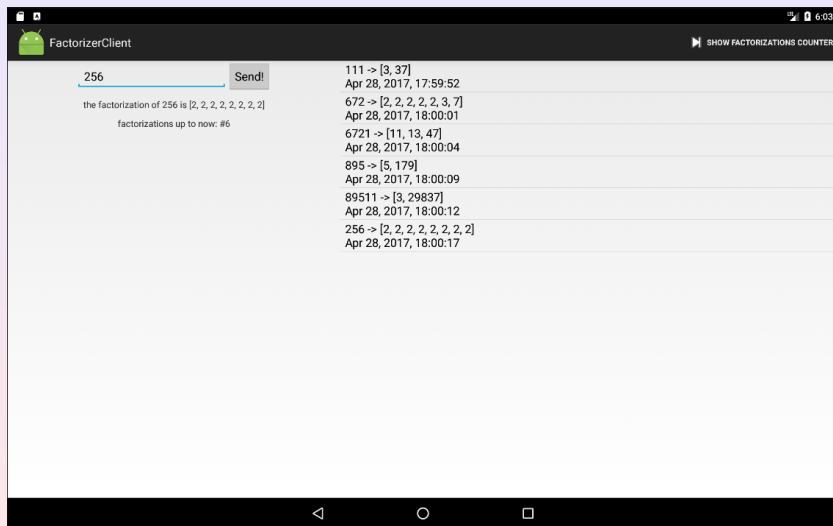 6:03
FactorizerClient
SHOW FACTORIZATIONS COUNTER
256
Send!
the factorization of 256 is [2, 2, 2, 2, 2, 2, 2, 2]
factorizations up to now: #6
111 -> [3, 37]
Apr 28, 2017, 17:59:52
672 -> [2, 2, 2, 2, 2, 3, 7]
Apr 28, 2017, 18:00:01
6721 -> [11, 13, 47]
Apr 28, 2017, 18:00:04
895 -> [5, 179]
Apr 28, 2017, 18:00:09
89511 -> [3, 29837]
Apr 28, 2017, 18:00:12
256 -> [2, 2, 2, 2, 2, 2, 2, 2]
Apr 28, 2017, 18:00:17